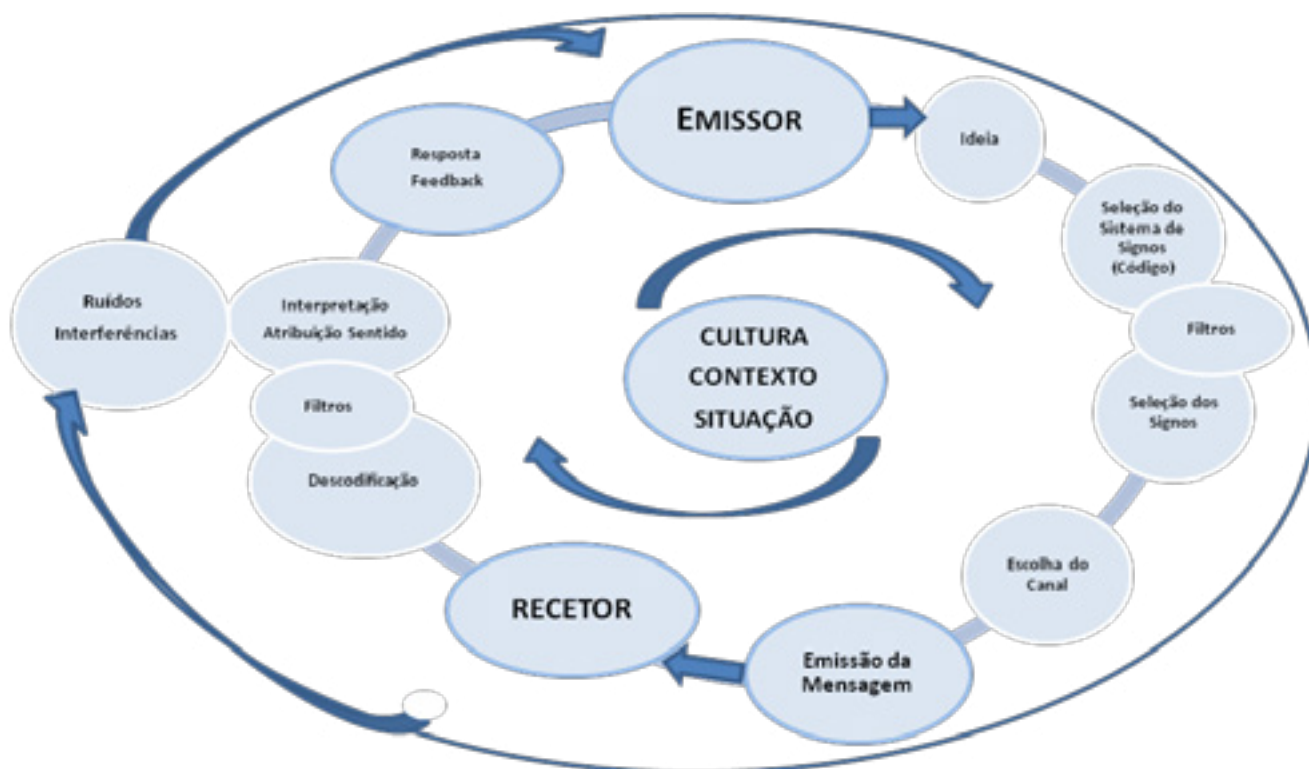 EMISSOR
Ideia
Seleção do
Sistema de
Signos
(Código)
Filtros
Seleção dos
Signos
Escolha do
Canal
Emissão da
Mensagem
RECETOR
Descodificação
Filtros
Interpretação
Atribuição Sentido
Resposta
Feedback
Ruídos
Interferências
CULTURA
CONTEXTO
SITUAÇÃO